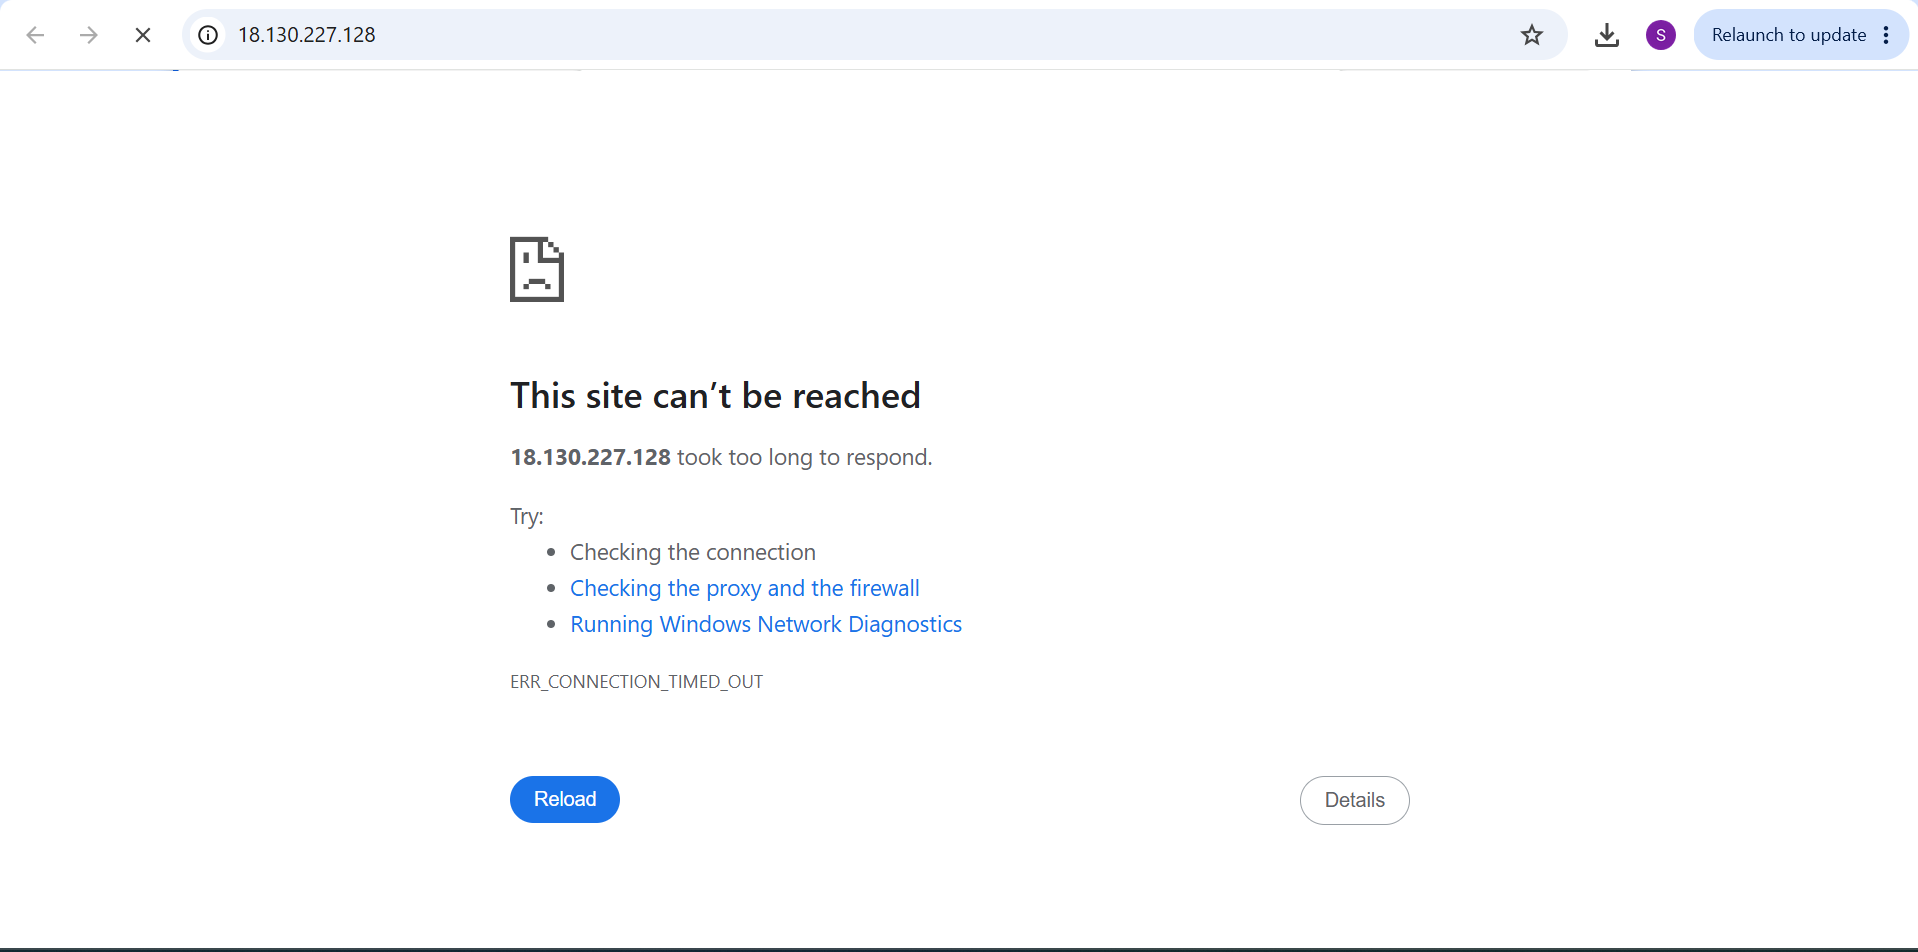 18.130.227.128
S
Relaunch to update
This site can’t be reached
18.130.227.128 took too long to respond.
Try:
Checking the connection
Checking the proxy and the firewall
Running Windows Network Diagnostics
ERR_CONNECTION_TIMED_OUT
Reload
Details